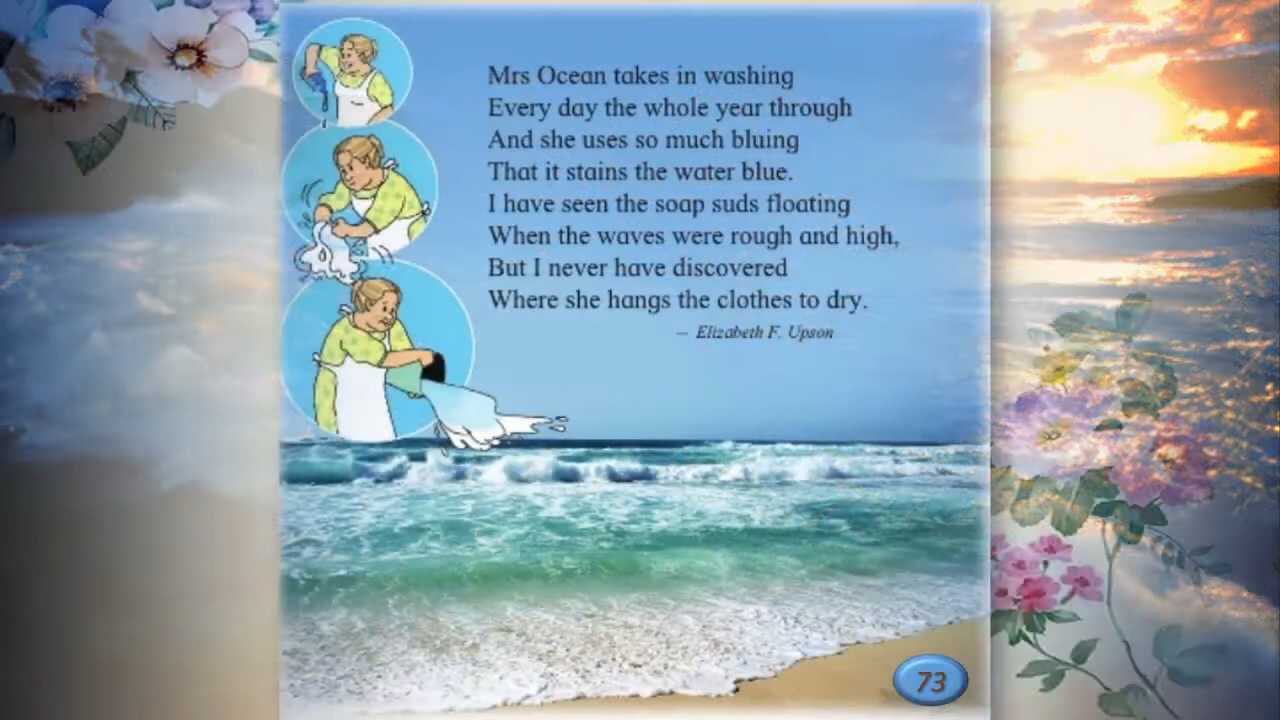 Mrs Ocean takes in washing
Every day the whole year through
And she uses so much bluing
That it stains the water blue.
I have seen the soap suds floating
When the waves were rough and high,
But I never have discovered
Where she hangs the clothes to dry.
— Elizabeth F. Upson
73